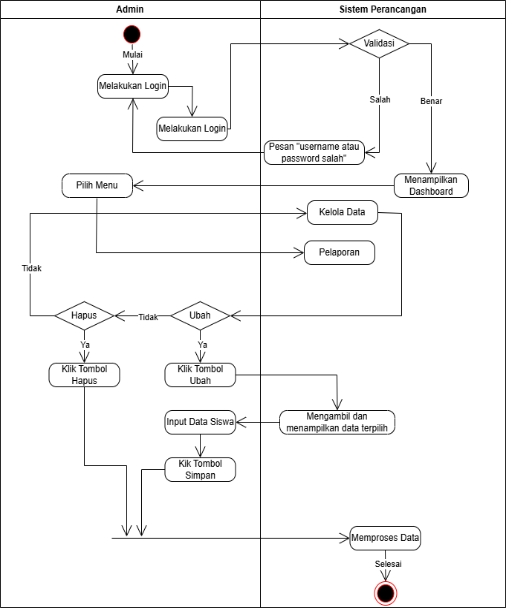 Admin
Sistem Perancangan
Mulai
Validasi
Melakukan Login
Salah
Benar
Melakukan Login
Pesan "username atau
password salah"
Pilih Menu
Menampilkan
Dashboard
Kelola Data
Pelaporan
Tidak
Hapus
Tidak
Ubah
Ya
Ya
Klik Tombol
Hapus
Klik Tombol
Ubah
Input Data Siswa
Mengambil dan
menampilkan data terpilih
Kik Tombol
Simpan
Memproses Data
Selesai